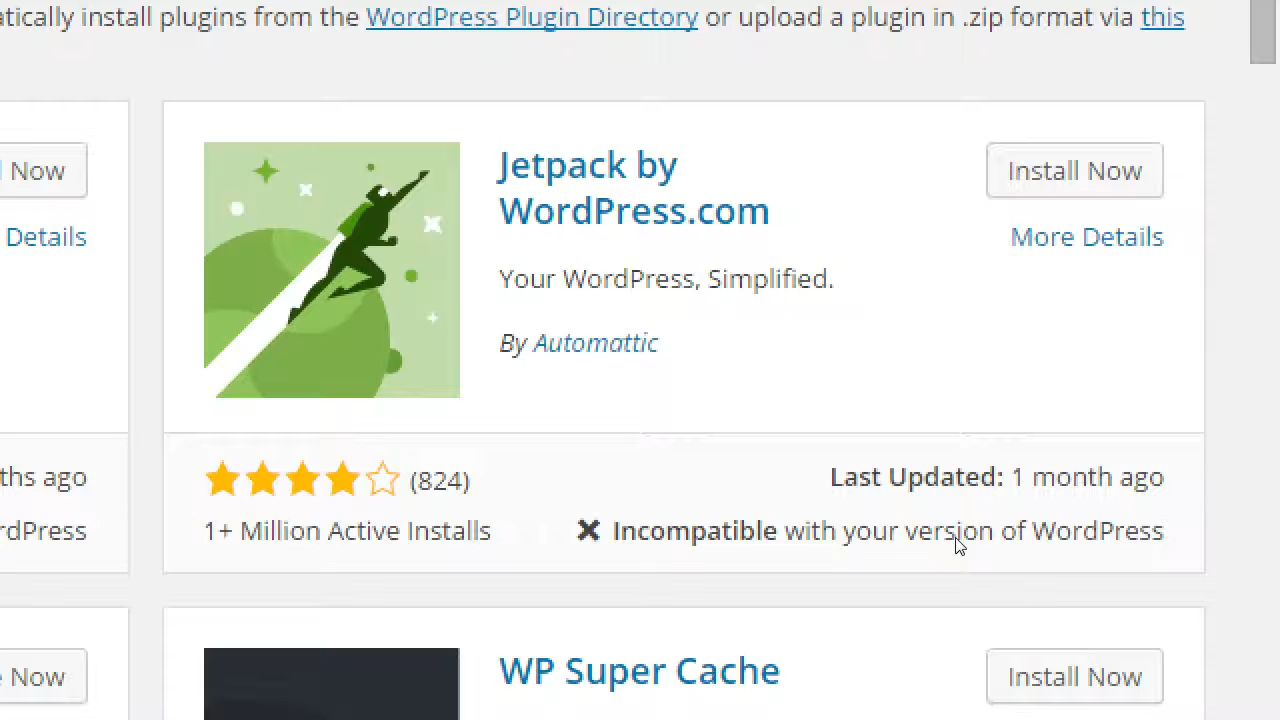 atically install plugins from the WordPress Plugin Directory or upload a plugin in .zip format via this
Now
Details
ths ago
rdPress
Jetpack by
WordPress.com
Your WordPress, Simplified.
By Automattic
Install Now
More Details
(824)
Last Updated: 1 month ago
1+ Million Active Installs
Incompatible with your version of WordPress
e Now
WP Super Cache
Install Now